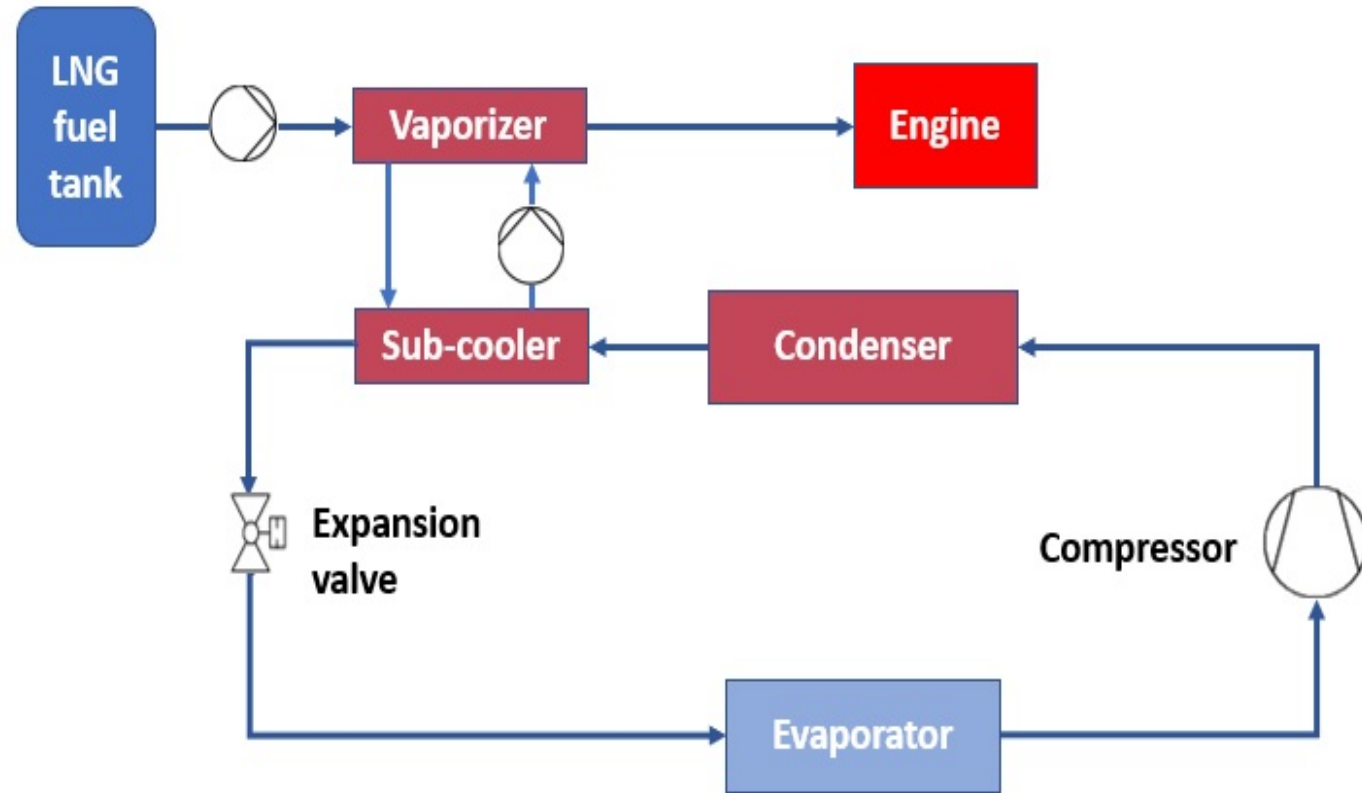 LNG
fuel
tank
Vaporizer
Engine
Sub-cooler
Condenser
Expansion
valve
Compressor
Evaporator